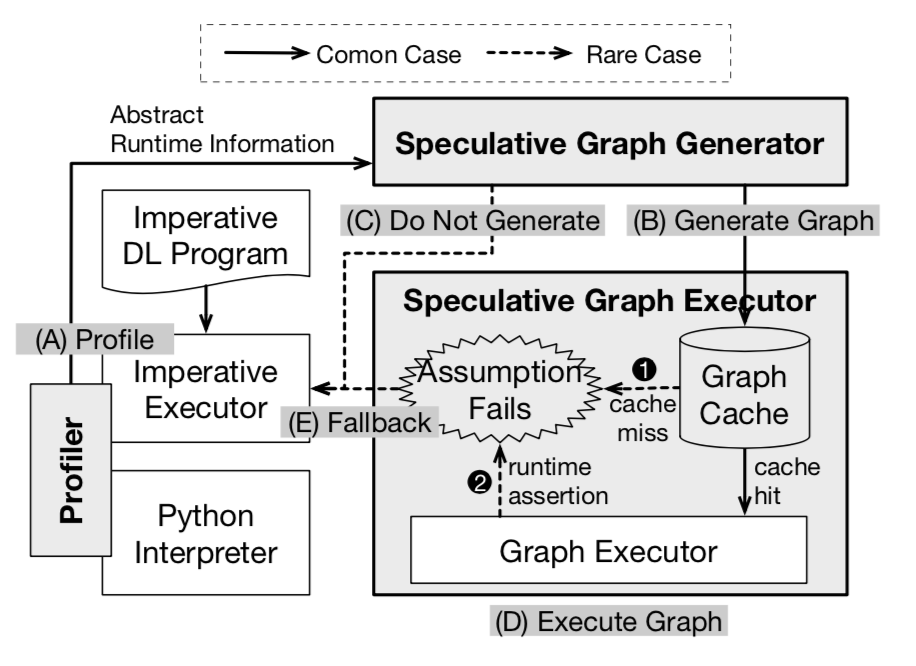 Comon Case
Rare Case
Abstract
Runtime Information
Speculative Graph Generator
Imperative
DL Program
(C) Do Not Generate
(B) Generate Graph
Speculative Graph Executor
(A) Profile
Imperative
Executor
Assumption
Fails
1
cache
miss
Graph
Cache
(E) Fallback
Profiler
2
runtime
assertion
cache
hit
Python
Interpreter
Graph Executor
(D) Execute Graph